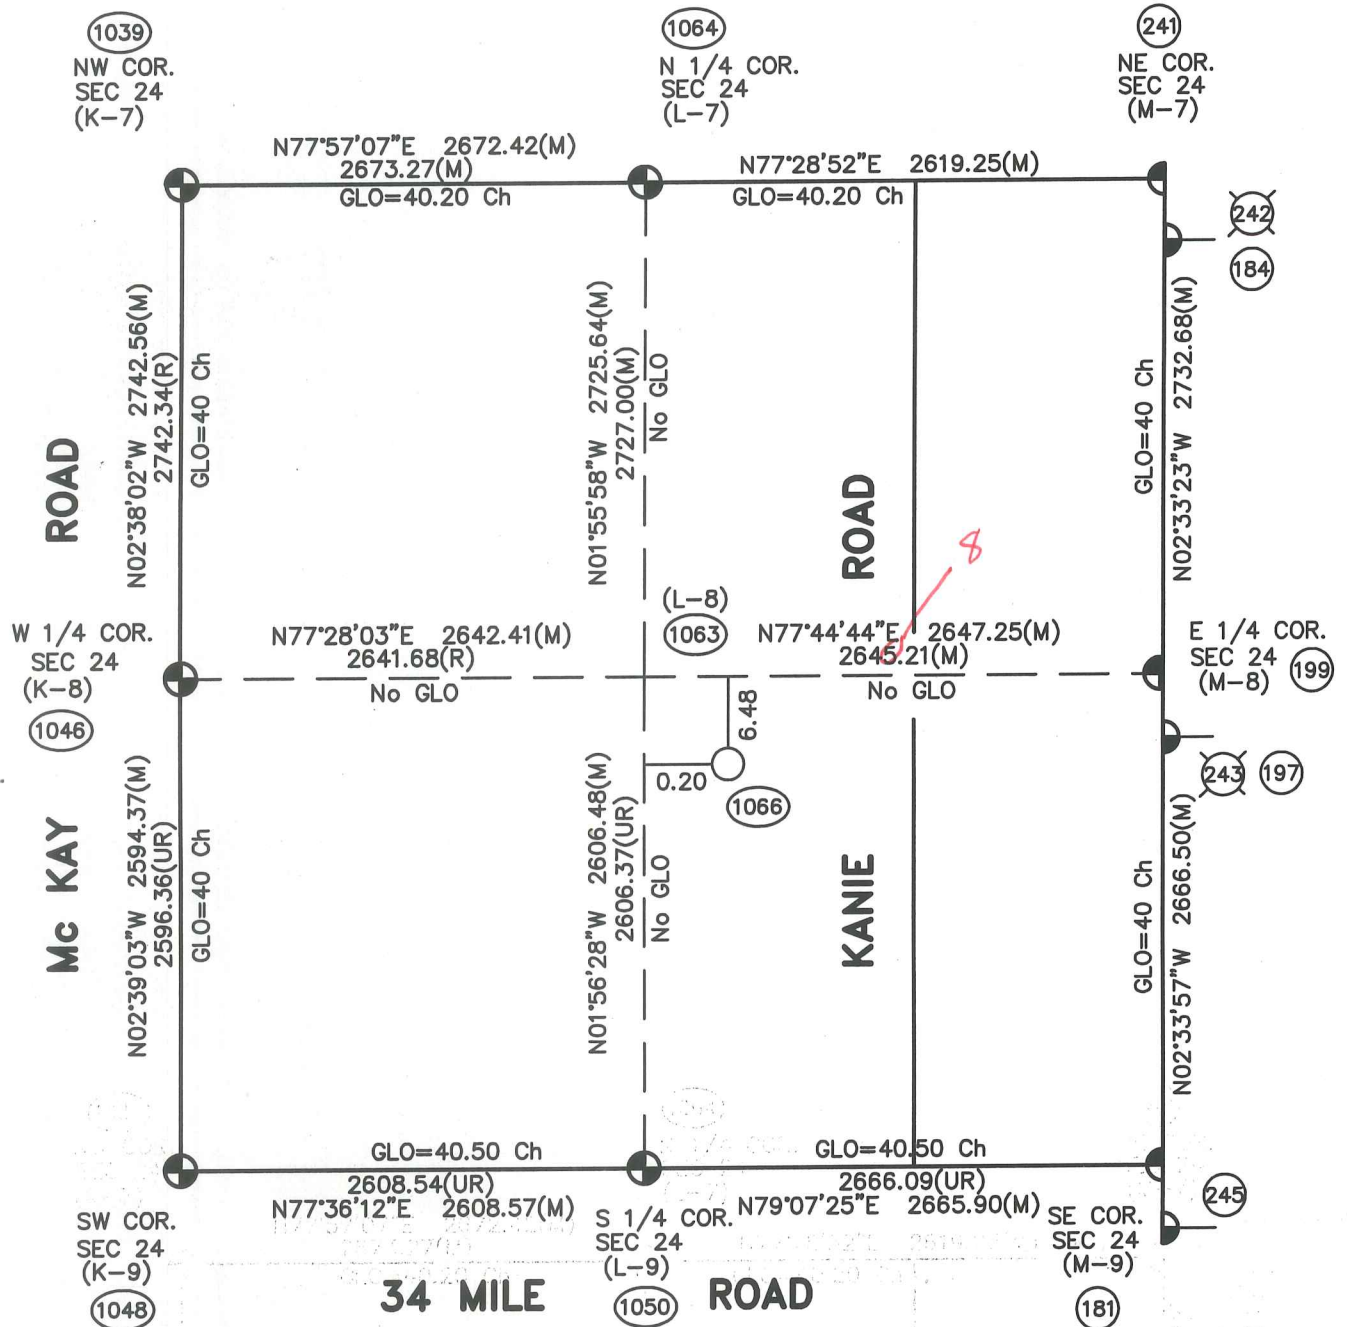 1039
NW COR.
SEC 24
(K-7)
1064
N 1/4 COR.
SEC 24
(L-7)
241
NE COR.
SEC 24
(M-7)
N77°57'07"E 2672.42(M)
2673.27(M)
GLO=40.20 Ch
N77°28'52"E 2619.25(M)
GLO=40.20 Ch
242
184
N02°38'02"W 2742.56(M)
2742.34(R)
GLO=40 Ch
N01°55'58"W 2725.64(M)
2727.00(M)
No GLO
GLO=40 Ch
N02°33'23"W 2732.68(M)
ROAD
ROAD
8
W 1/4 COR.
SEC 24
(K-8)
1046
N77°28'03"E 2642.41(M)
2641.68(R)
No GLO
(L-8)
1063
N77°44'44"E 2647.25(M)
2645.21(M)
No GLO
E 1/4 COR.
SEC 24
(M-8)
199
6.48
0.20
1066
243
197
Mc KAY
N02°39'03"W 2594.37(M)
2596.36(UR)
GLO=40 Ch
N01°56'28"W 2606.48(M)
2606.37(UR)
No GLO
KANIE
GLO=40 Ch
N02°33'57"W 2666.50(M)
GLO=40.50 Ch
2608.54(UR)
N77°36'12"E 2608.57(M)
GLO=40.50 Ch
2666.09(UR)
N79°07'25"E 2665.90(M)
245
SW COR.
SEC 24
(K-9)
1048
S 1/4 COR.
SEC 24
(L-9)
1050
SE COR.
SEC 24
(M-9)
181
34 MILE ROAD